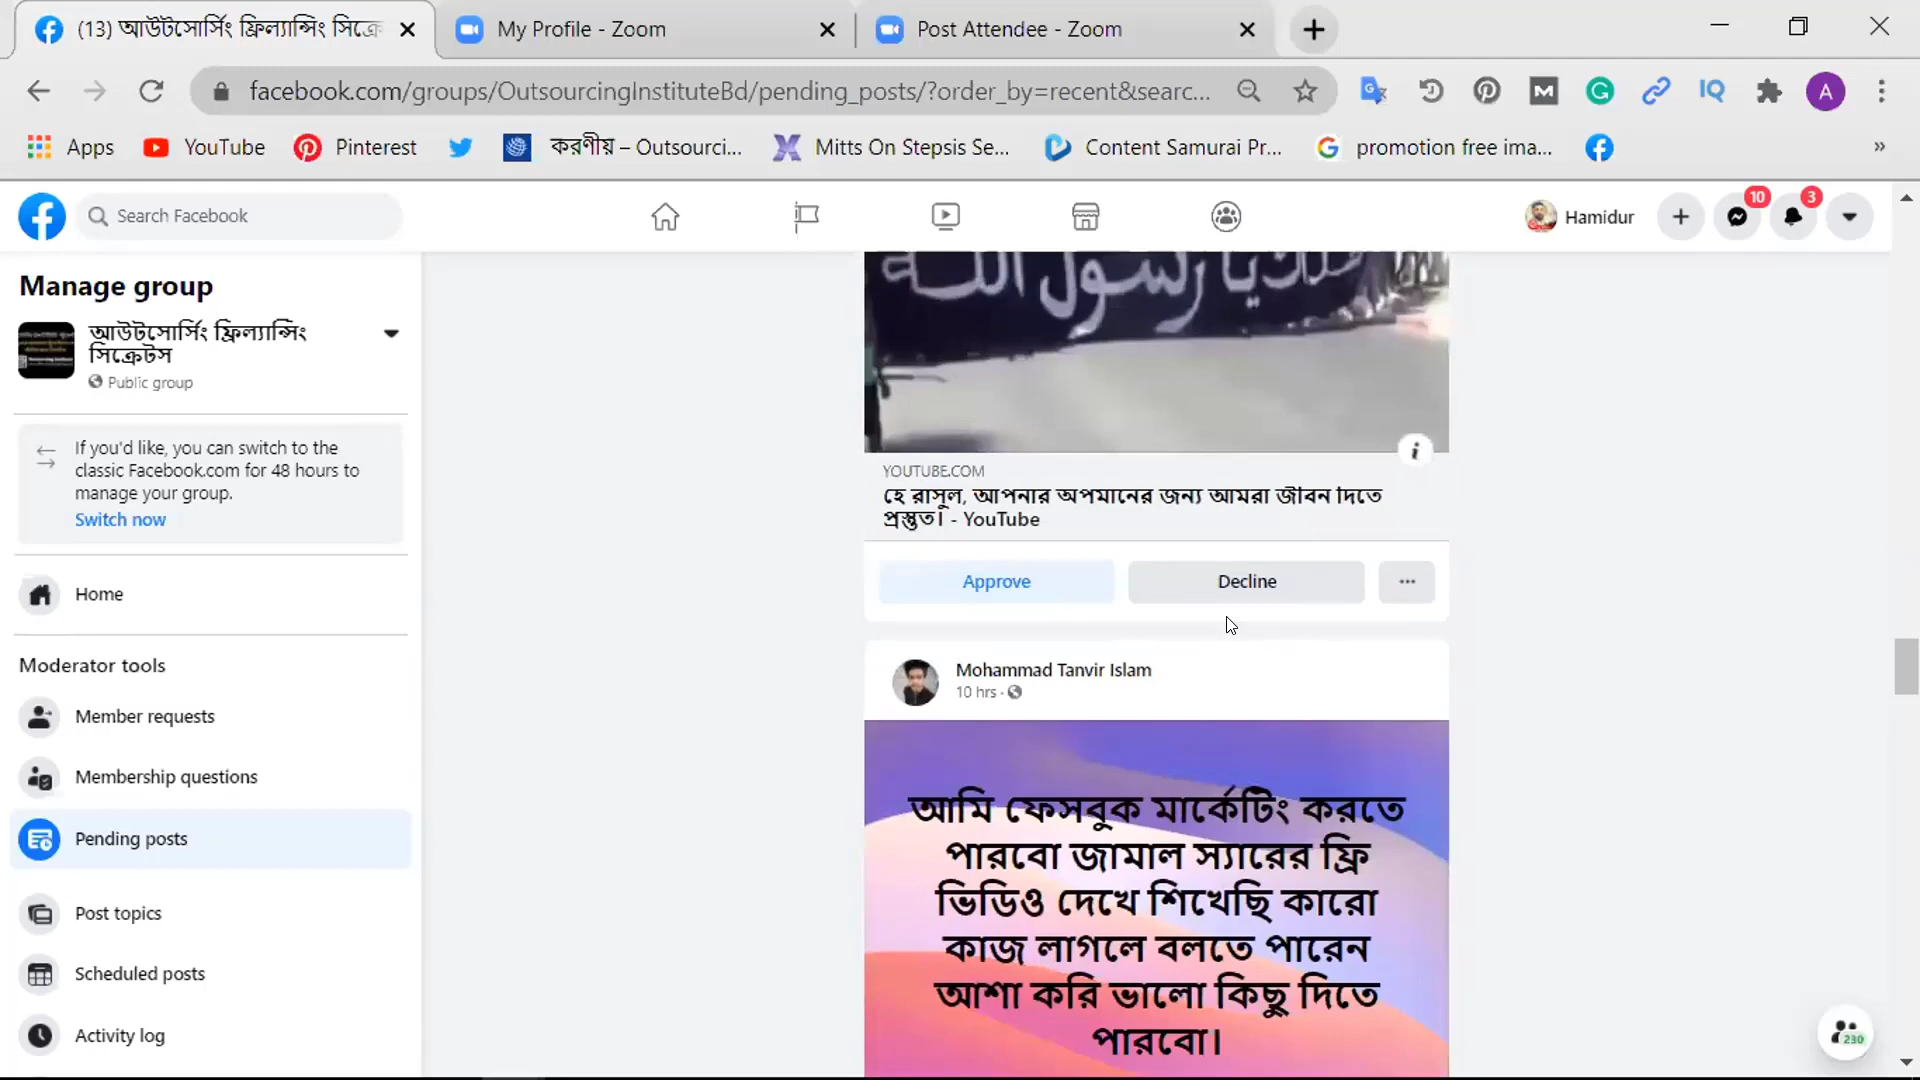 (13) আউটসোর্সিং ফ্রিল্যান্সিং সিক্রে
My Profile - Zoom
Post Attendee - Zoom
facebook.com/groups/OutsourcingInstituteBd/pending_posts/?order_by=recent&searc...
A
Apps
YouTube
Pinterest
করণীয় – Outsourci...
Mitts On Stepsis Se...
Content Samurai Pr...
promotion free ima...
»
Search Facebook
Hamidur
10
3
Manage group
আউটসোর্সিং ফ্রিল্যান্সিং
সিক্রেটস
Public group
If you'd like, you can switch to the
classic Facebook.com for 48 hours to
manage your group.
Switch now
Home
Moderator tools
Member requests
Membership questions
Pending posts
Post topics
Scheduled posts
Activity log
يا رسول الله
YOUTUBE.COM
হে রাসুল, আপনার অপমানের জন্য আমরা জীবন দিতে
প্রস্তুত। - YouTube
Approve
Decline
Mohammad Tanvir Islam
10 hrs ·
আমি ফেসবুক মার্কেটিং করতে
পারবো জামাল স্যারের ফ্রি
ভিডিও দেখে শিখেছি কারো
কাজ লাগলে বলতে পারেন
আশা করি ভালো কিছু দিতে
পারবো।
230